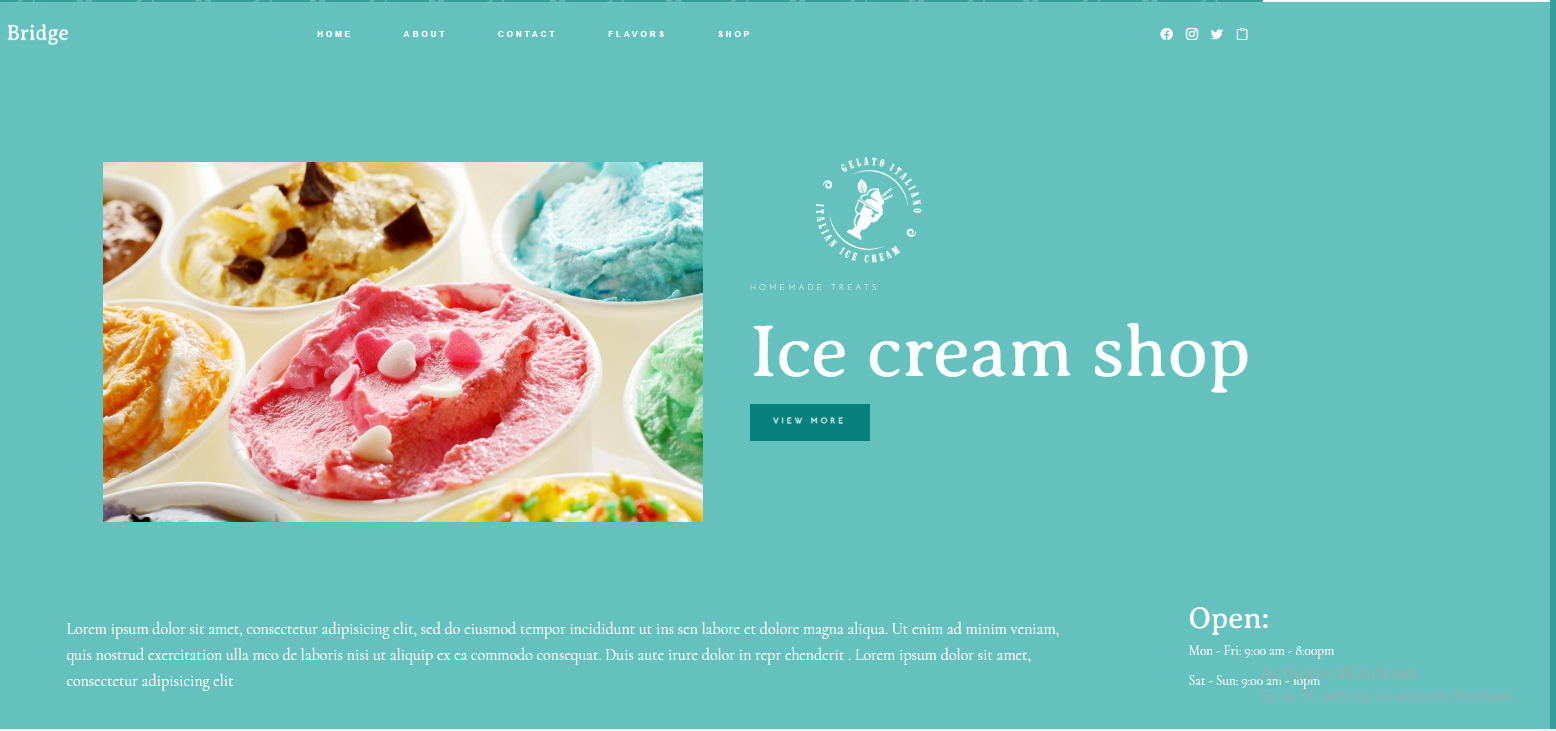 Bridge
HOME ABOUT CONTACT FLAVORS SHOP
GELATO ITALIANO
ITALIAN ICE CREAM
HOMEMADE TREATS
Ice cream shop
VIEW MORE
Lorem ipsum dolor sit amet, consectetur adipisicing elit, sed do eiusmod tempor incididunt ut ins sen labore et dolore magna aliqua. Ut enim ad minim veniam,
quis nostrud exercitation ulla mco de laboris nisi ut aliquip ex ea commodo consequat. Duis aute irure dolor in repr ehenderit . Lorem ipsum dolor sit amet,
consectetur adipisicing elit
Open:
Mon - Fri: 9:00 am - 8:00pm
Sat - Sun: 9:00 am - 10pm
Activate Windows
Go to PC settings to activate Windows.